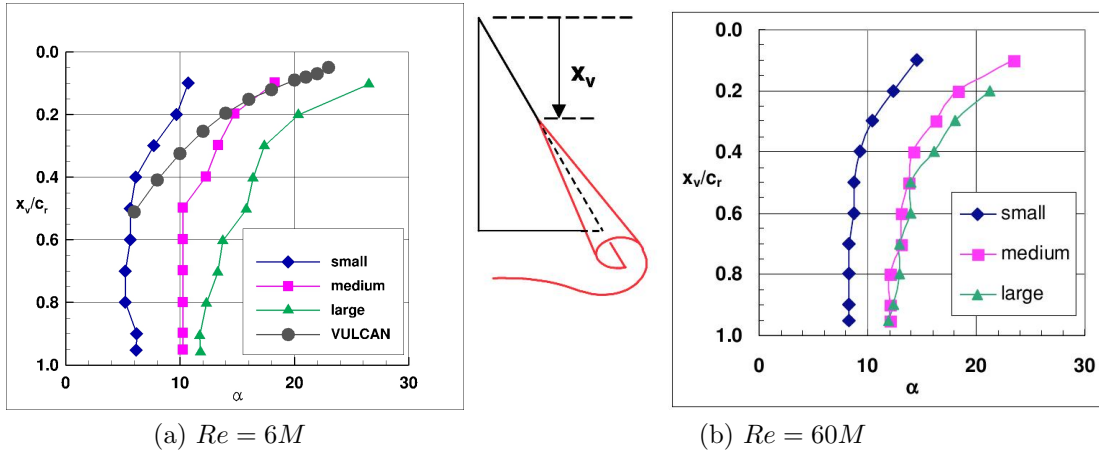 0.0
0.2
0.4
x_v/c_r
0.6
0.8
1.0
0 10 20 30
α
small
medium
large
VULCAN
(a) Re = 6M
x_v
0.0
0.2
0.4
x_v/c_r
0.6
0.8
1.0
0 10 20 30
α
small
medium
large
(b) Re = 60M